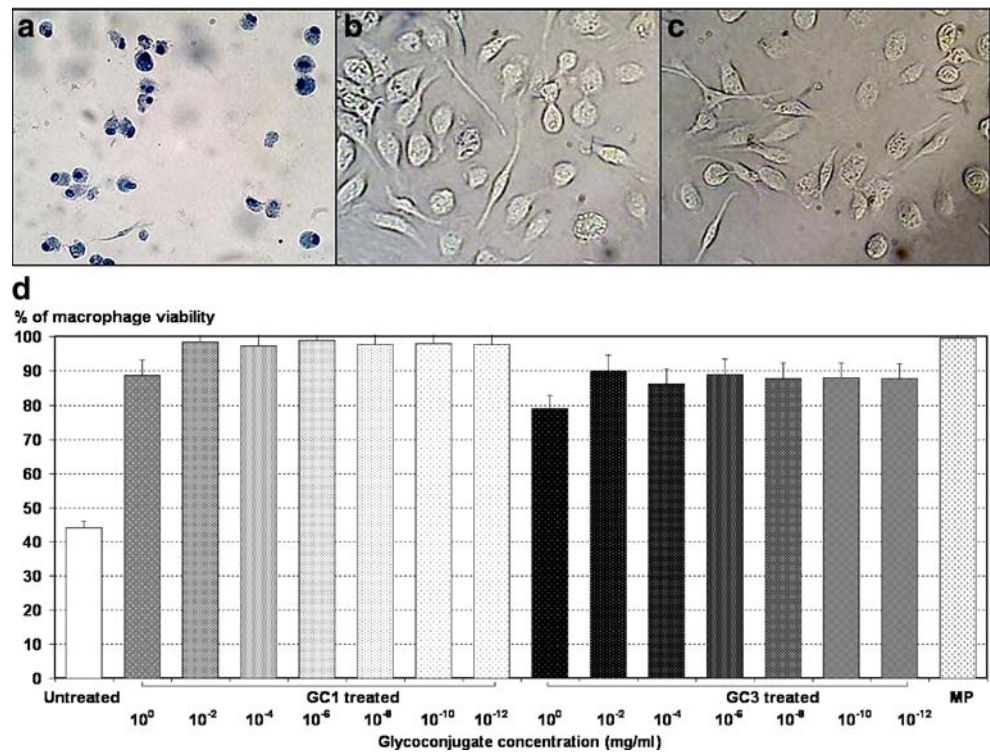 a
b
c
d
% of macrophage viability
100
90
80
70
60
50
40
30
20
10
0
Untreated
GC1 treated
GC3 treated
MP
10⁰ 10⁻² 10⁻⁴ 10⁻⁶ 10⁻⁸ 10⁻¹⁰ 10⁻¹² 10⁰ 10⁻² 10⁻⁴ 10⁻⁶ 10⁻⁸ 10⁻¹⁰ 10⁻¹²
Glycoconjugate concentration (mg/ml)